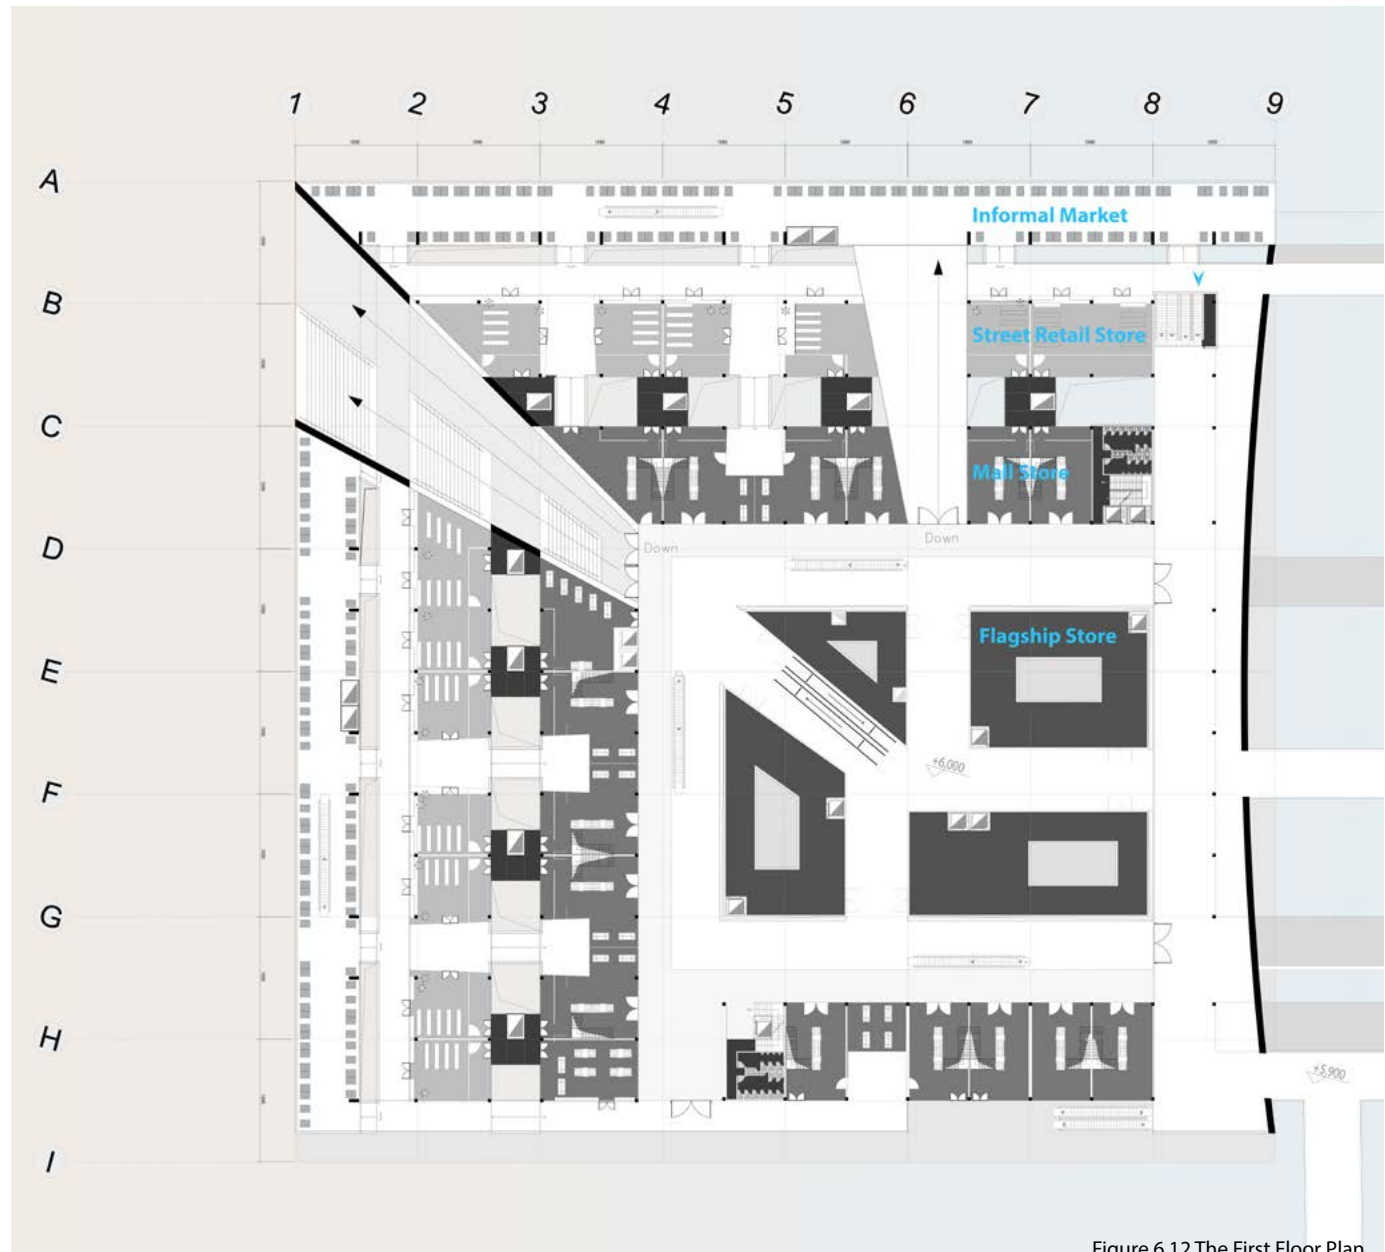 1 2 3 4 5 6 7 8 9
A
Informal Market
B
Street Retail Store
C
Mall Store
D
Down
Down
Flagship Store
E
+6,000
F
G
H
+5,900
I
Figure 6.12 The First Floor Plan